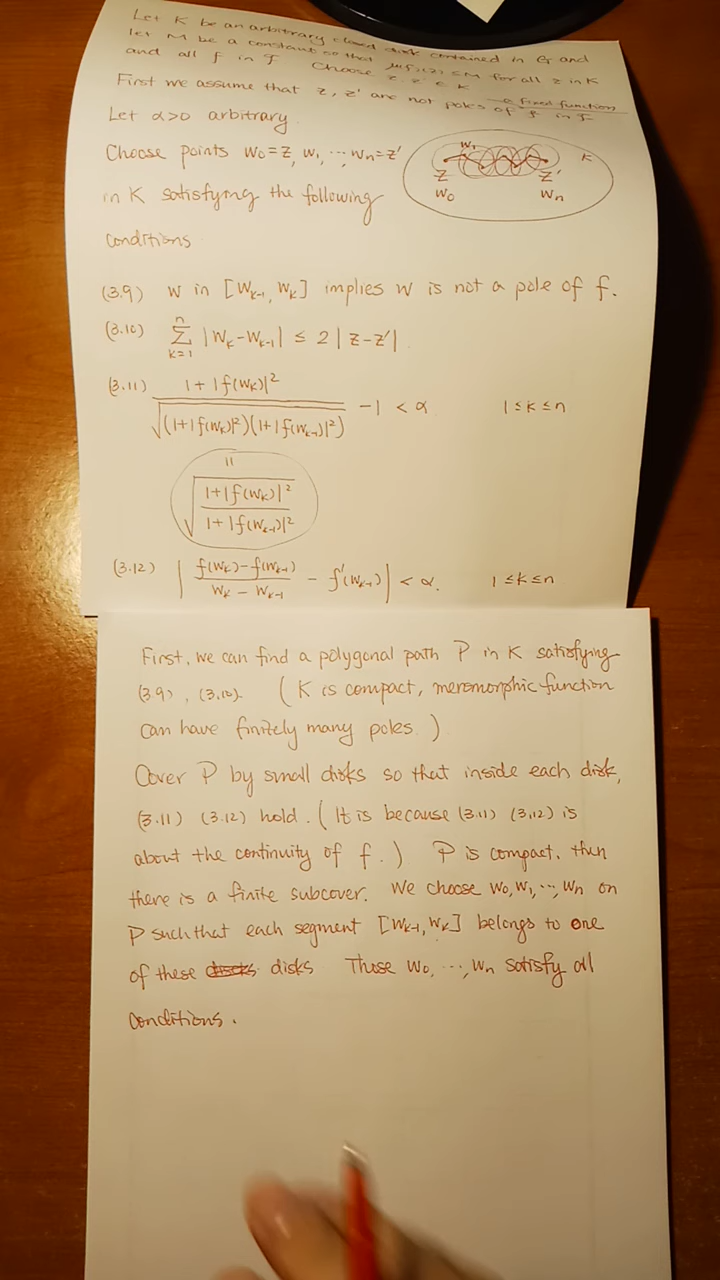 Let K be an arbitrary closed disk contained in G and
let M be a constant so that μ(f)(z) ≤ M for all z in K
and all f in F Choose z, z' ∈ K
First we assume that z, z' are not poles of f in F
a fixed function
Let α>0 arbitrary
Choose points w₀=z, w₁, ⋯, wₙ=z'
in K satisfying the following
conditions
w₁ K
z z'
w₀ wₙ
(3.9) w in [wₖ₋₁, wₖ] implies w is not a pole of f.
(3.10) Σₖ₌₁ⁿ |wₖ-wₖ₋₁| ≤ 2|z-z'|
(3.11) (1+|f(wₖ)|²) / √((1+|f(wₖ)|²)(1+|f(wₖ₋₁)|²)) -1 < α 1≤k≤n
=
√((1+|f(wₖ)|²) / (1+|f(wₖ₋₁)|²))
(3.12) | (f(wₖ)-f(wₖ₋₁)) / (wₖ - wₖ₋₁) - f'(wₖ₋₁) | < α. 1≤k≤n
First, we can find a polygonal path P in K satisfying
(3.9), (3.10). (K is compact, meromorphic function
can have finitely many poles.)
Cover P by small disks so that inside each disk,
(3.11) (3.12) hold. (It is because (3.11) (3.12) is
about the continuity of f.) P is compact, then
there is a finite subcover. We choose w₀, w₁, ⋯, wₙ on
P such that each segment [wₖ₋₁, wₖ] belongs to one
of these disks Those w₀, ⋯, wₙ satisfy all
conditions.